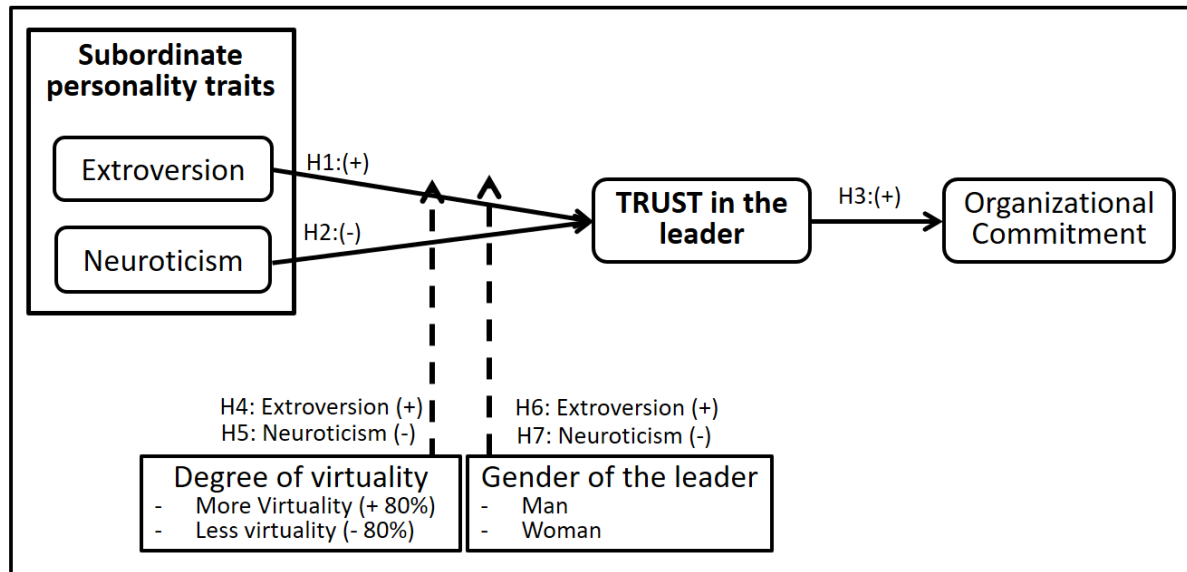 Subordinate
personality traits
Extroversion
H1:(+)
Neuroticism
H2:(-)
TRUST in the
leader
H3:(+)
Organizational
Commitment
H4: Extroversion (+)
H5: Neuroticism (-)
H6: Extroversion (+)
H7: Neuroticism (-)
Degree of virtuality
- More Virtuality (+ 80%)
- Less virtuality (- 80%)
Gender of the leader
- Man
- Woman